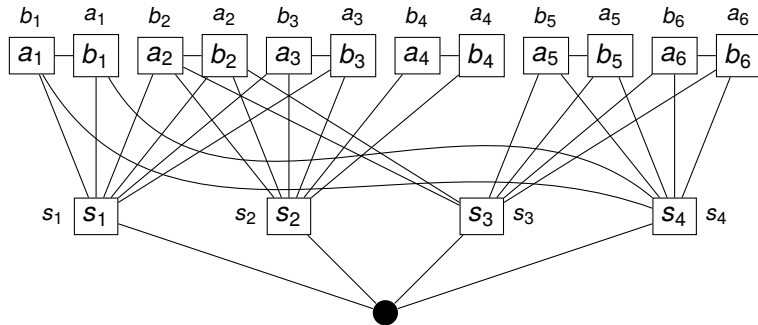 b1 a1 b2 a2 b3 a3 b4 a4 b5 a5 b6 a6
a1 b1 a2 b2 a3 b3 a4 b4 a5 b5 a6 b6
s1 s1 s2 s2 s3 s3 s4 s4